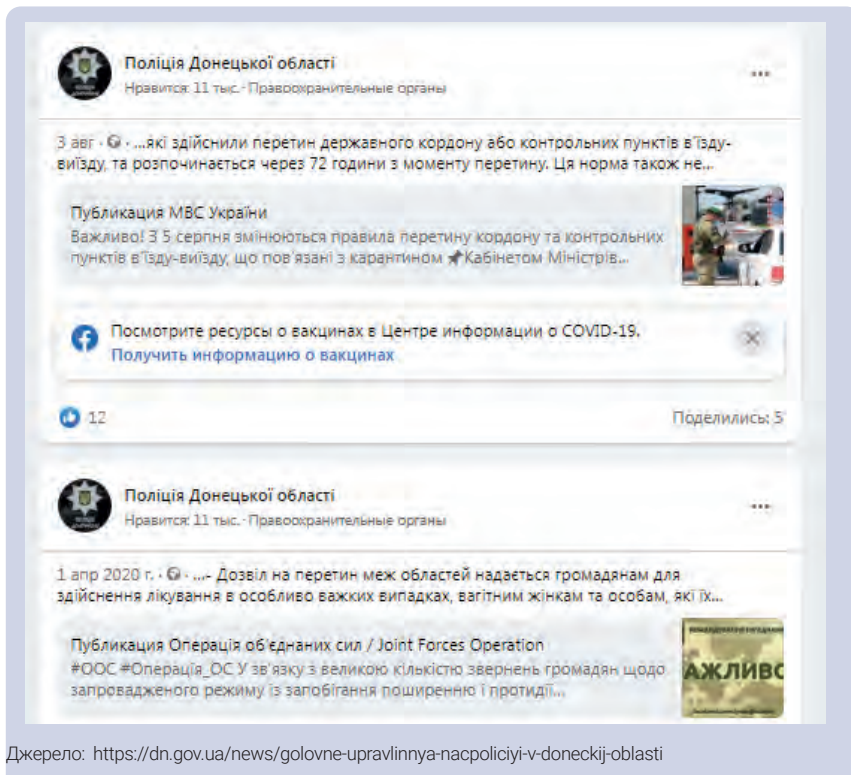 Поліція Донецької області
Нравится: 11 тыс. · Правоохранительные органы
3 авг · ...які здійснили перетин державного кордону або контрольних пунктів в'їзду-
виїзду, та розпочинається через 72 години з моменту перетину. Ця норма також не...
Публикация МВС України
Важливо! З 5 серпня змінюються правила перетину кордону та контрольних
пунктів в'їзду-виїзду, що пов'язані з карантином 📌Кабінетом Міністрів...
Посмотрите ресурсы о вакцинах в Центре информации о COVID-19.
Получить информацию о вакцинах
12
Поделились: 5
Поліція Донецької області
Нравится: 11 тыс. · Правоохранительные органы
1 апр 2020 г. · ...- Дозвіл на перетин меж областей надається громадянам для
здійснення лікування в особливо важких випадках, вагітним жінкам та особам, які їх...
Публикация Операція об'єднаних сил / Joint Forces Operation
#ООС #Операція_ОС У зв'язку з великою кількістю звернень громадян щодо
запровадженого режиму із запобігання поширенню і протидії...
АЖЛИВО
Джерело: https://dn.gov.ua/news/golovne-upravlinnya-nacpoliciyi-v-doneckij-oblasti